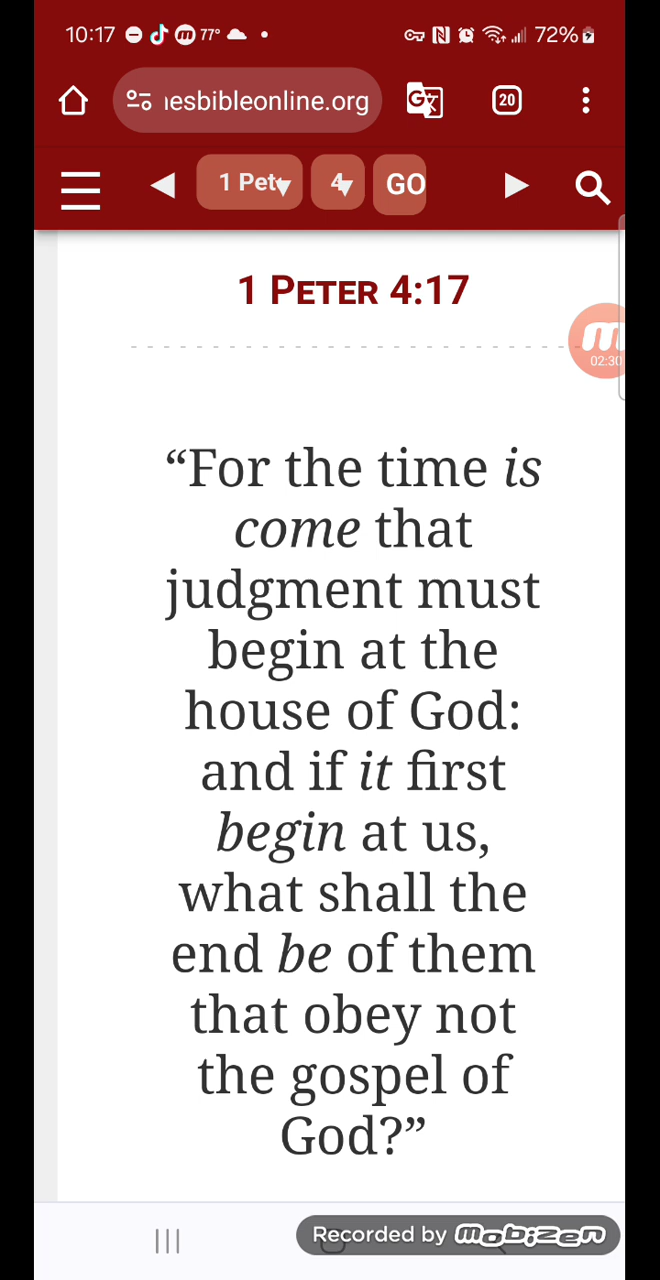 10:17 77° 72%
1esbibleonline.org 20
1 Pet 4 GO
1 PETER 4:17
m
02:30
“For the time is
come that
judgment must
begin at the
house of God:
and if it first
begin at us,
what shall the
end be of them
that obey not
the gospel of
God?”
Recorded by mobizen